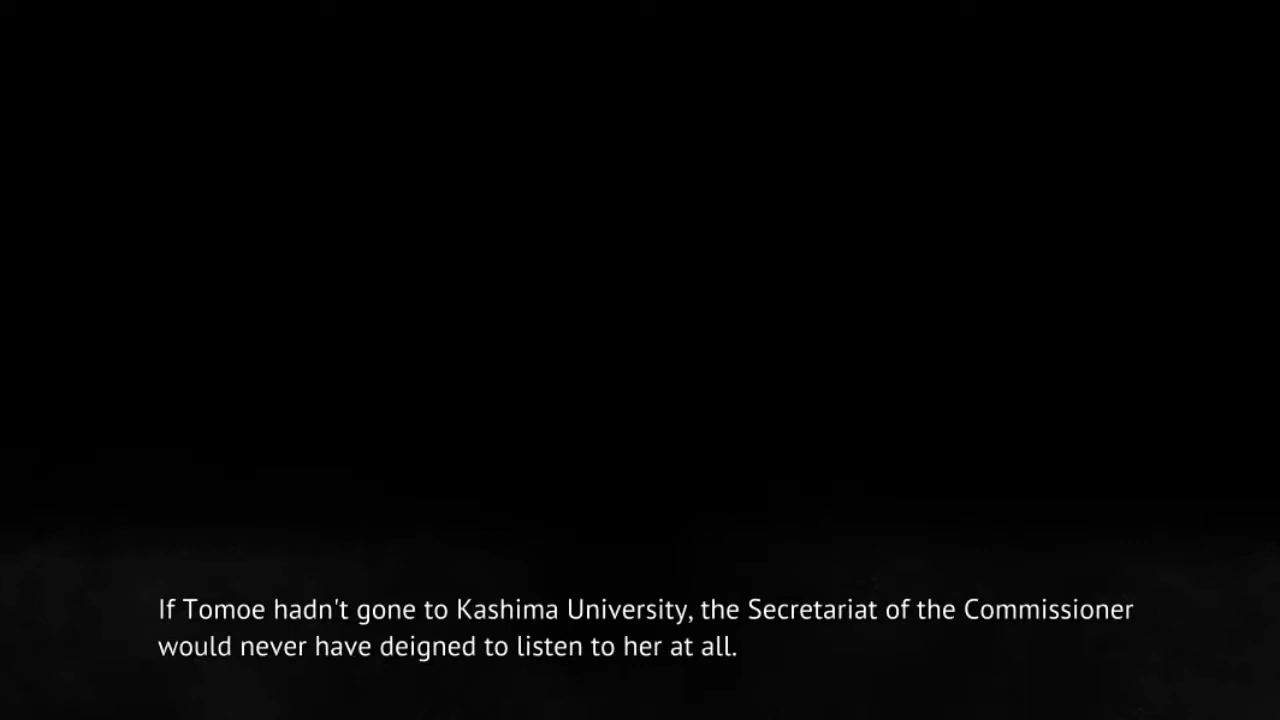 If Tomoe hadn't gone to Kashima University, the Secretariat of the Commissioner
would never have deigned to listen to her at all.